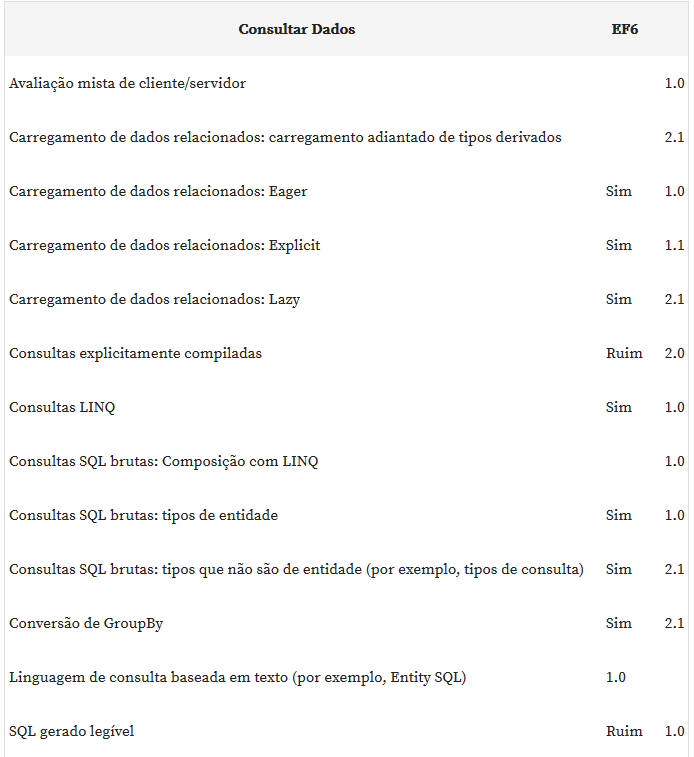 Consultar Dados EF6
Avaliação mista de cliente/servidor 1.0
Carregamento de dados relacionados: carregamento adiantado de tipos derivados 2.1
Carregamento de dados relacionados: Eager Sim 1.0
Carregamento de dados relacionados: Explicit Sim 1.1
Carregamento de dados relacionados: Lazy Sim 2.1
Consultas explicitamente compiladas Ruim 2.0
Consultas LINQ Sim 1.0
Consultas SQL brutas: Composição com LINQ 1.0
Consultas SQL brutas: tipos de entidade Sim 1.0
Consultas SQL brutas: tipos que não são de entidade (por exemplo, tipos de consulta) Sim 2.1
Conversão de GroupBy Sim 2.1
Linguagem de consulta baseada em texto (por exemplo, Entity SQL) 1.0
SQL gerado legível Ruim 1.0